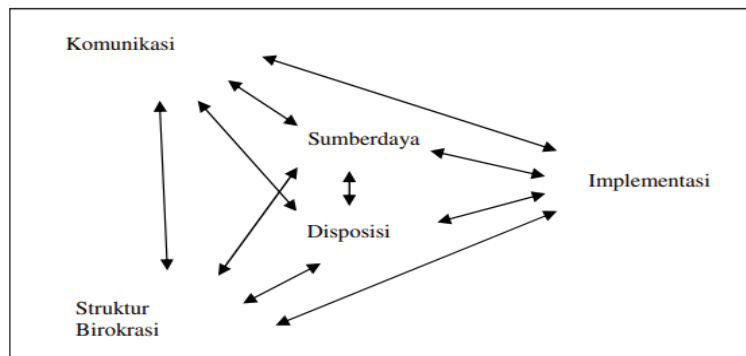 Komunikasi
Sumberdaya
Implementasi
Disposisi
Struktur
Birokrasi